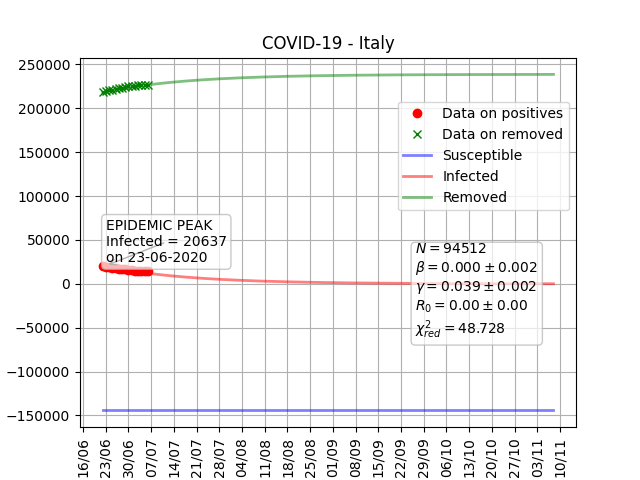 COVID-19 - Italy
250000
200000
150000
100000
50000
0
−50000
−100000
−150000
Data on positives
Data on removed
Susceptible
Infected
Removed
EPIDEMIC PEAK
Infected = 20637
on 23-06-2020
N = 94512
β = 0.000 ± 0.002
γ = 0.039 ± 0.002
R₀ = 0.00 ± 0.00
χ²red = 48.728
16/06
23/06
30/06
07/07
14/07
21/07
28/07
04/08
11/08
18/08
25/08
01/09
08/09
15/09
22/09
29/09
06/10
13/10
20/10
27/10
03/11
10/11